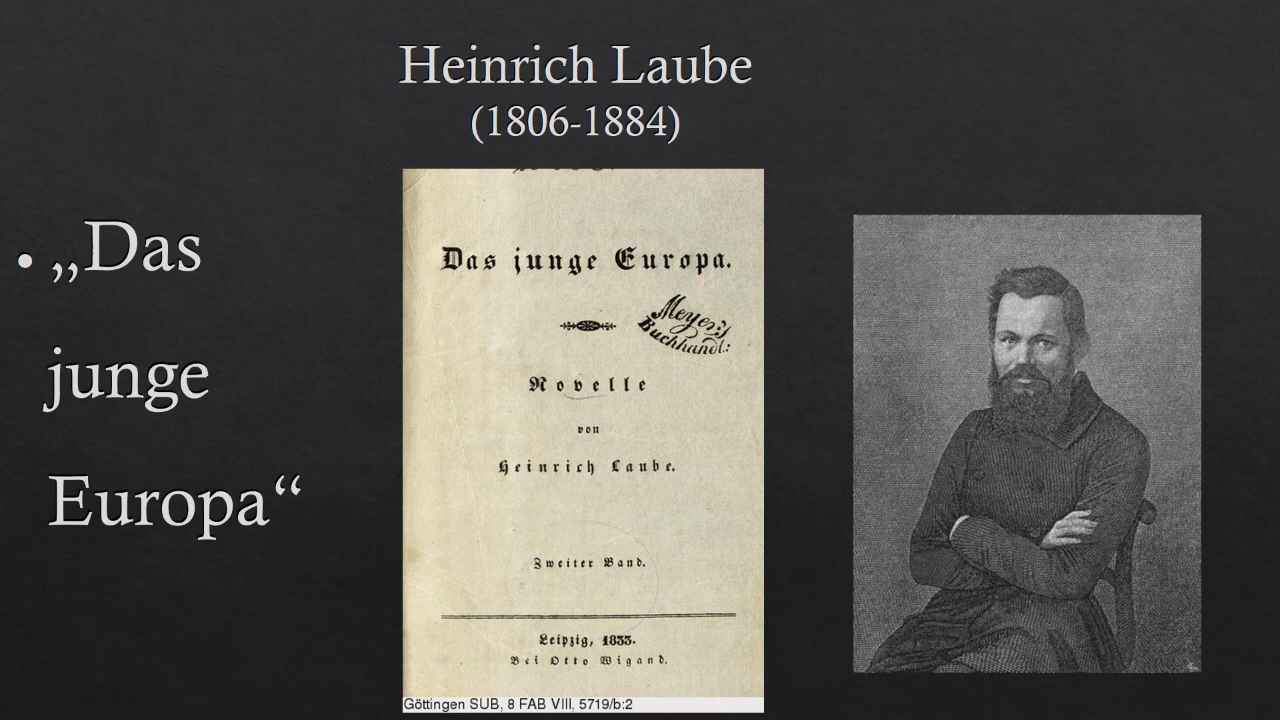 Heinrich Laube
(1806-1884)
• „Das
junge
Europa“
Das junge Europa.
Meyer's
Buchhandl:
Novelle
von
Heinrich Laube.
Zweiter Band.
Leipzig, 1833.
Bei Otto Wigand.
Göttingen SUB, 8 FAB VIII, 5719/b:2